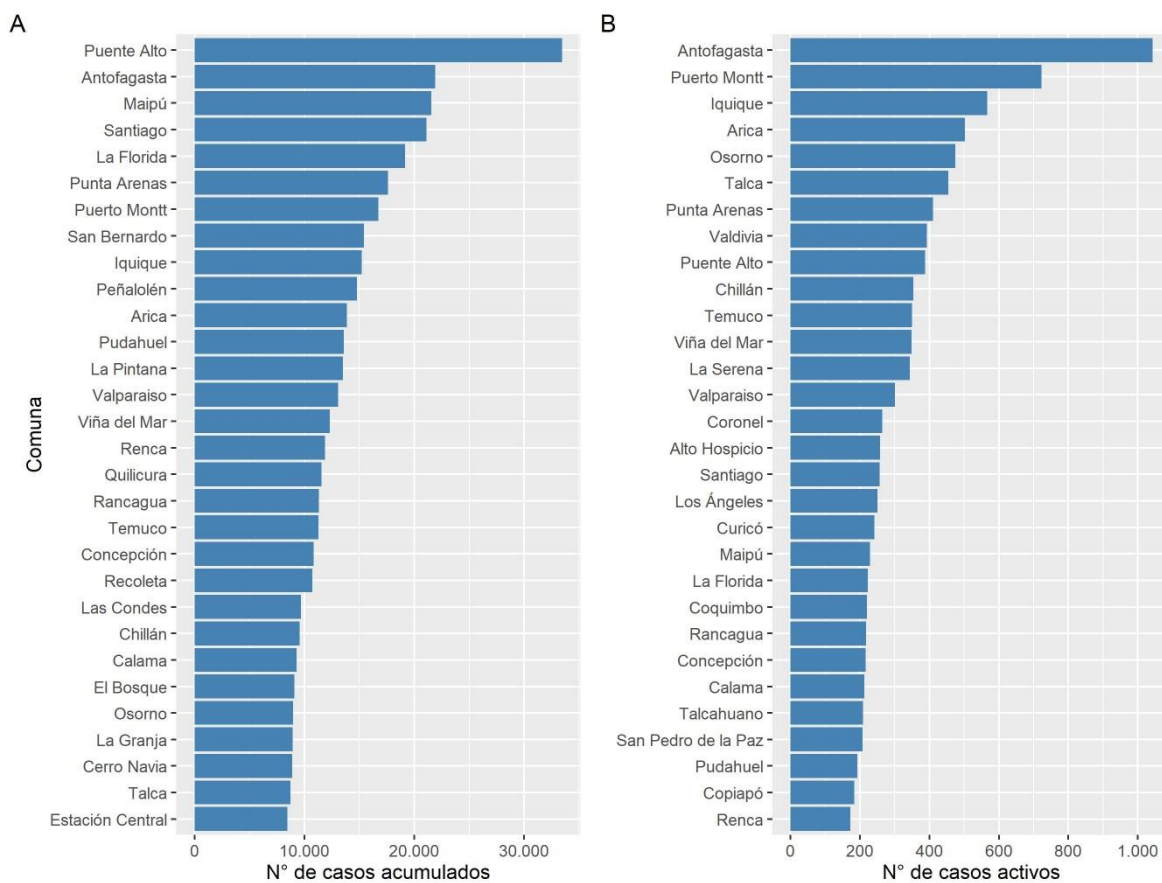 A
Comuna
Puente Alto
Antofagasta
Maipú
Santiago
La Florida
Punta Arenas
Puerto Montt
San Bernardo
Iquique
Peñalolén
Arica
Pudahuel
La Pintana
Valparaiso
Viña del Mar
Renca
Quilicura
Rancagua
Temuco
Concepción
Recoleta
Las Condes
Chillán
Calama
El Bosque
Osorno
La Granja
Cerro Navia
Talca
Estación Central
0 10.000 20.000 30.000
N° de casos acumulados
B
Antofagasta
Puerto Montt
Iquique
Arica
Osorno
Talca
Punta Arenas
Valdivia
Puente Alto
Chillán
Temuco
Viña del Mar
La Serena
Valparaiso
Coronel
Alto Hospicio
Santiago
Los Ángeles
Curicó
Maipú
La Florida
Coquimbo
Rancagua
Concepción
Calama
Talcahuano
San Pedro de la Paz
Pudahuel
Copiapó
Renca
0 200 400 600 800 1.000
N° de casos activos